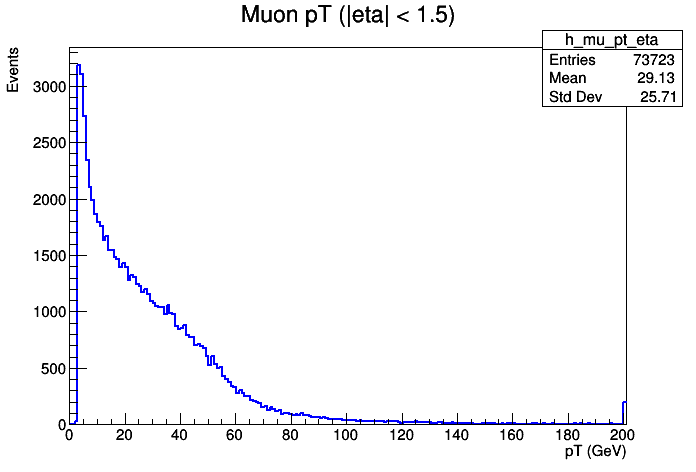 Muon pT (|eta| < 1.5)
h_mu_pt_eta
Entries 73723
Mean 29.13
Std Dev 25.71
Events
3000
2500
2000
1500
1000
500
0
0 20 40 60 80 100 120 140 160 180 200
pT (GeV)